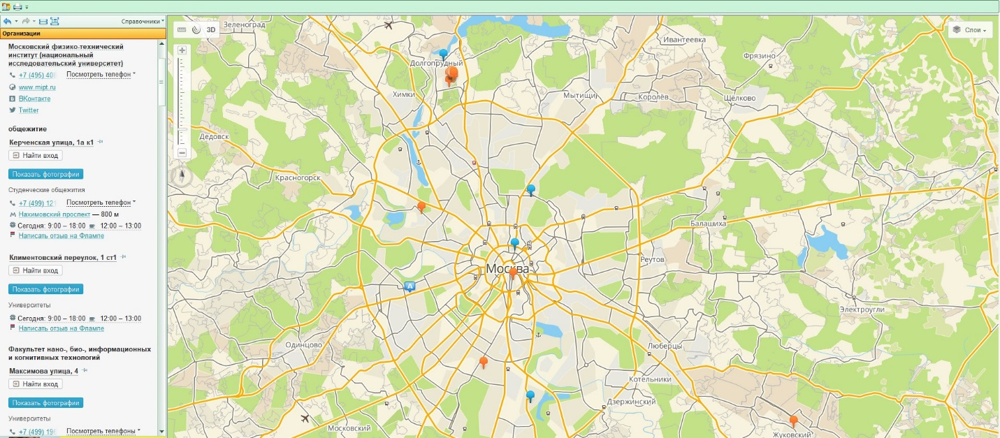 Справочники
Организации
Московский физико-технический
институт (национальный
исследовательский университет)
+7 (495) 40 Посмотреть телефон
www.mipt.ru
ВКонтакте
Twitter
общежитие
Керченская улица, 1а к1
Найти вход
Показать фотографии
Студенческие общежития
+7 (499) 12 Посмотреть телефон
Нахимовский проспект — 800 м
Сегодня: 9:00 – 18:00 12:00 – 13:00
Написать отзыв на Флампе
Климентовский переулок, 1 ст1
Найти вход
Показать фотографии
Университеты
Сегодня: 9:00 – 18:00 12:00 – 13:00
Написать отзыв на Флампе
Факультет нано-, био-, информационных
и когнитивных технологий
Максимова улица, 4
Найти вход
Показать фотографии
Университеты
+7 (499) 19 Посмотреть телефоны
3D
Слои
Зеленоград
Ивантеевка
Фрязино
Долгопрудный
Химки
Мытищи
Королёв
Щёлково
Дедовск
Красногорск
Балашиха
Реутов
Москва
А
Электроугли
Одинцово
Люберцы
Котельники
Дзержинский
Московский
Жуковский